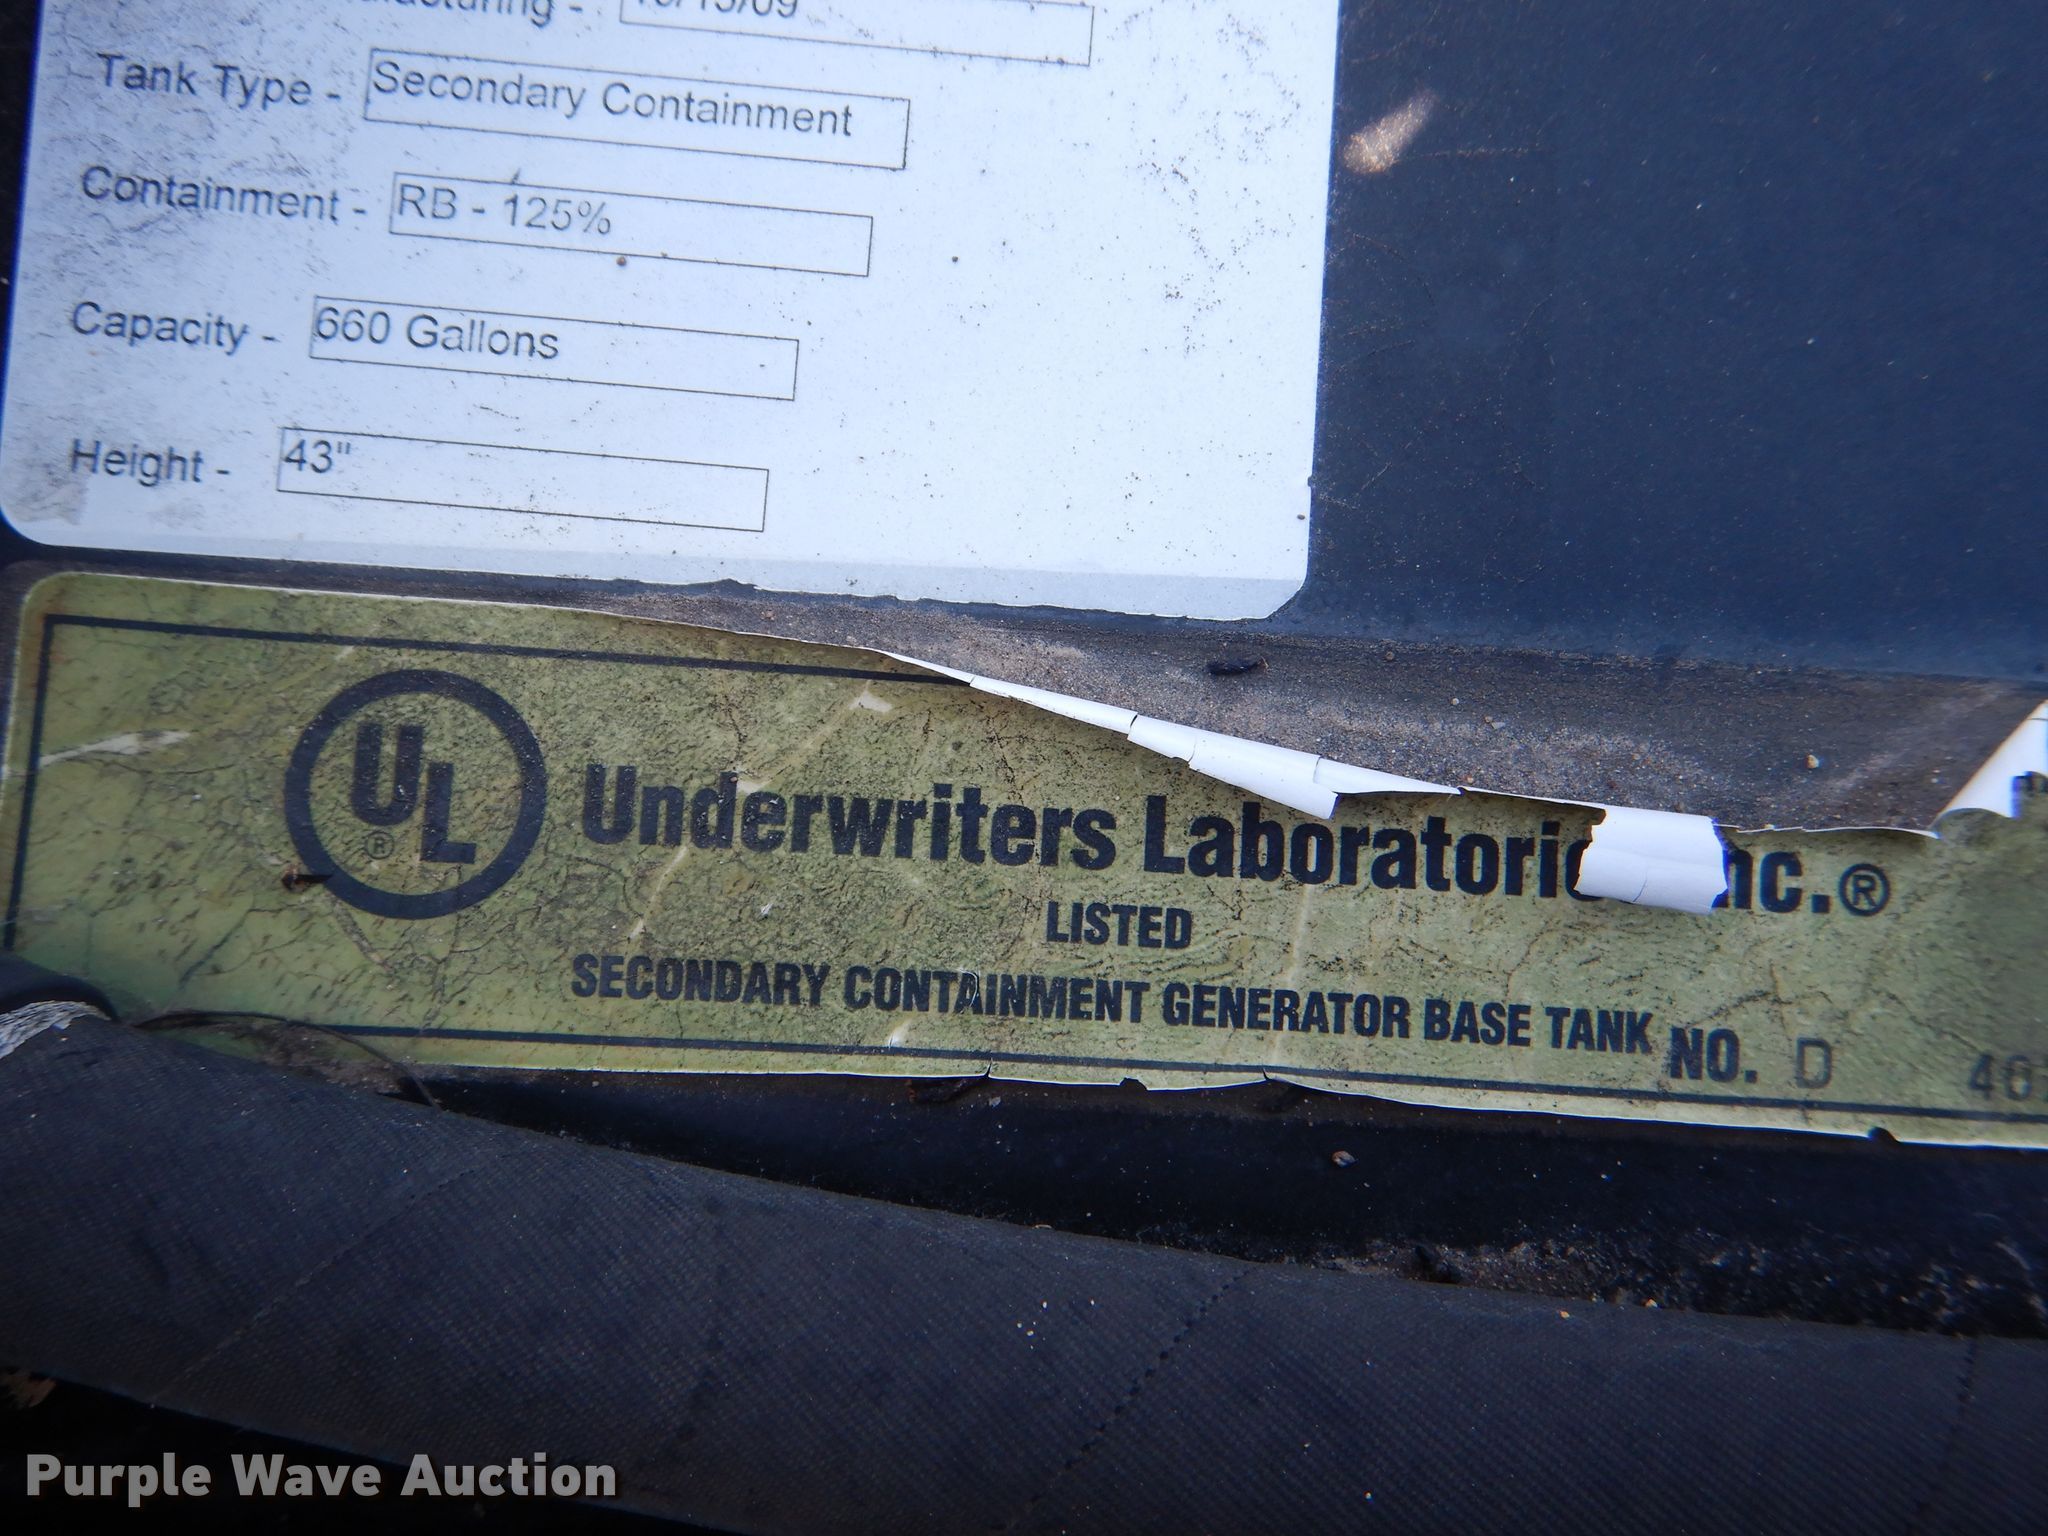 Tank Type - Secondary Containment
Containment - RB - 125%
Capacity - 660 Gallons
Height - 43"
UL®
Underwriters Laboratories Inc.®
LISTED
SECONDARY CONTAINMENT GENERATOR BASE TANK NO. D
Purple Wave Auction